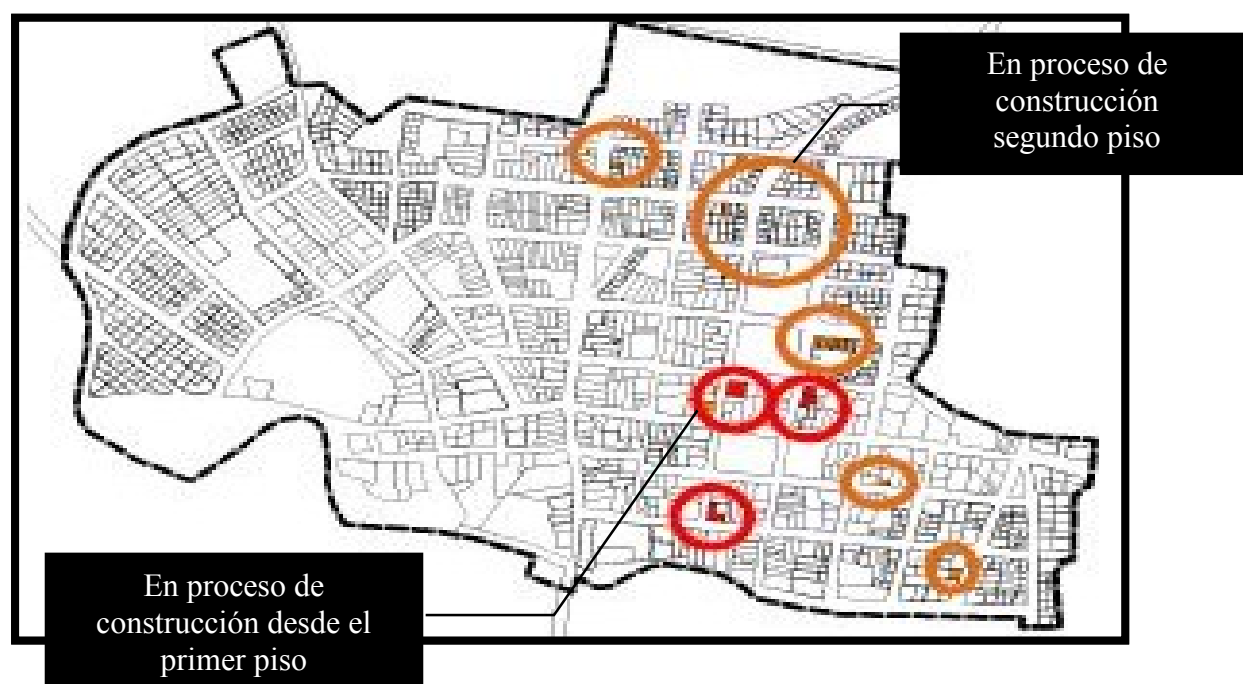 En proceso de
construcción
segundo piso
En proceso de
construcción desde el
primer piso